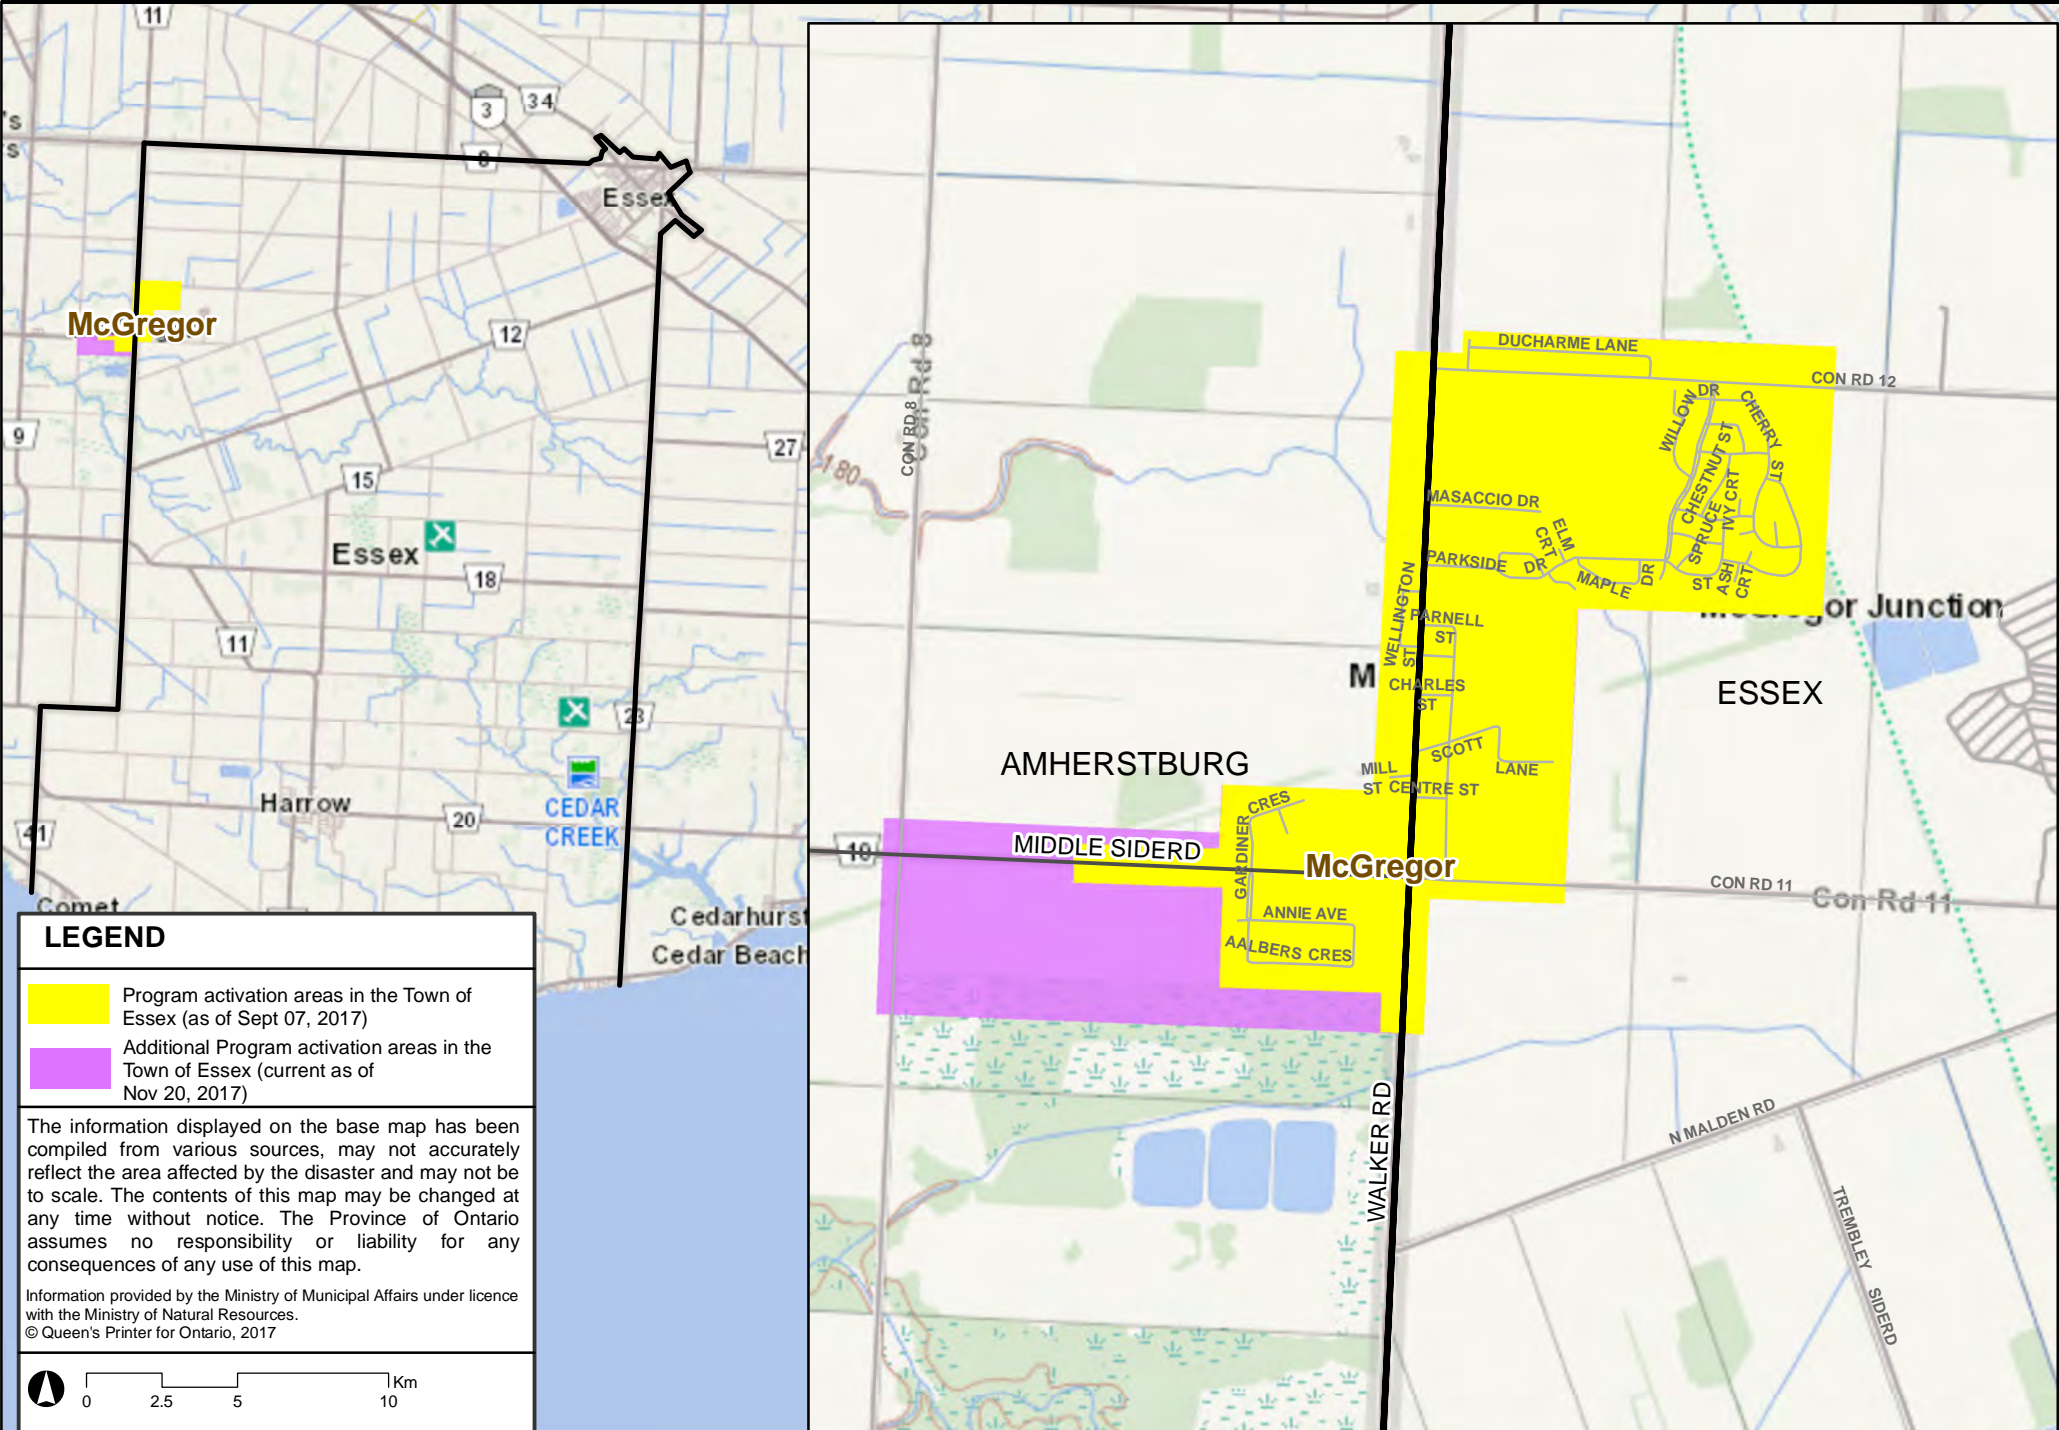 11
3
34
8
Essex
McGregor
12
9
27
15
Essex
18
11
23
Harrow
20
CEDAR
CREEK
41
Comet
Cedarhurst
Cedar Beach
LEGEND
Program activation areas in the Town of
Essex (as of Sept 07, 2017)
Additional Program activation areas in the
Town of Essex (current as of
Nov 20, 2017)
The information displayed on the base map has been
compiled from various sources, may not accurately
reflect the area affected by the disaster and may not be
to scale. The contents of this map may be changed at
any time without notice. The Province of Ontario
assumes no responsibility or liability for any
consequences of any use of this map.
Information provided by the Ministry of Municipal Affairs under licence
with the Ministry of Natural Resources.
© Queen's Printer for Ontario, 2017
Km
0 2.5 5 10
DUCHARME LANE
CON RD 12
WILLOW DR
CHERRY ST
CHESTNUT ST
IVY CRT
SPRUCE ST
ASH CRT
CON RD 8
Con Rd 8
180
MASACCIO DR
ELM CRT
PARKSIDE DR
MAPLE DR
WELLINGTON ST
PARNELL ST
McGregor Junction
M
CHARLES ST
ESSEX
AMHERSTBURG
SCOTT LANE
MILL ST
CENTRE ST
GARDINER CRES
10
MIDDLE SIDERD
McGregor
CON RD 11
Con Rd 11
ANNIE AVE
AALBERS CRES
WALKER RD
N MALDEN RD
TREMBLEY SIDERD